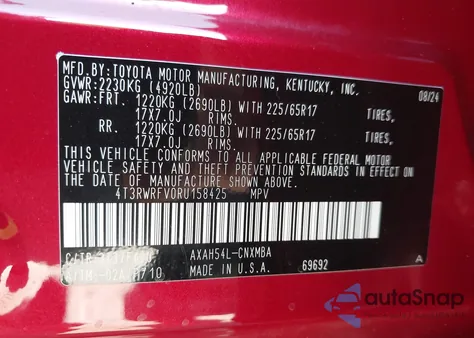 MFD.BY:TOYOTA MOTOR MANUFACTURING, KENTUCKY, INC.
GVWR:2230KG (4920LB) 08/24
GAWR:FRT. 1220KG (2690LB) WITH 225/65R17 TIRES,
17X7.0J RIMS.
RR. 1220KG (2690LB) WITH 225/65R17 TIRES,
17X7.0J RIMS.
THIS VEHICLE CONFORMS TO ALL APPLICABLE FEDERAL MOTOR
VEHICLE SAFETY AND THEFT PREVENTION STANDARDS IN
EFFECT ON THE DATE OF MANUFACTURE SHOWN ABOVE.
4T3RWRFV0RU158425 MPV
C/TR: AXAH54L-CNXMBA
A/TM: MADE IN U.S.A. 69692 A
autoSnap